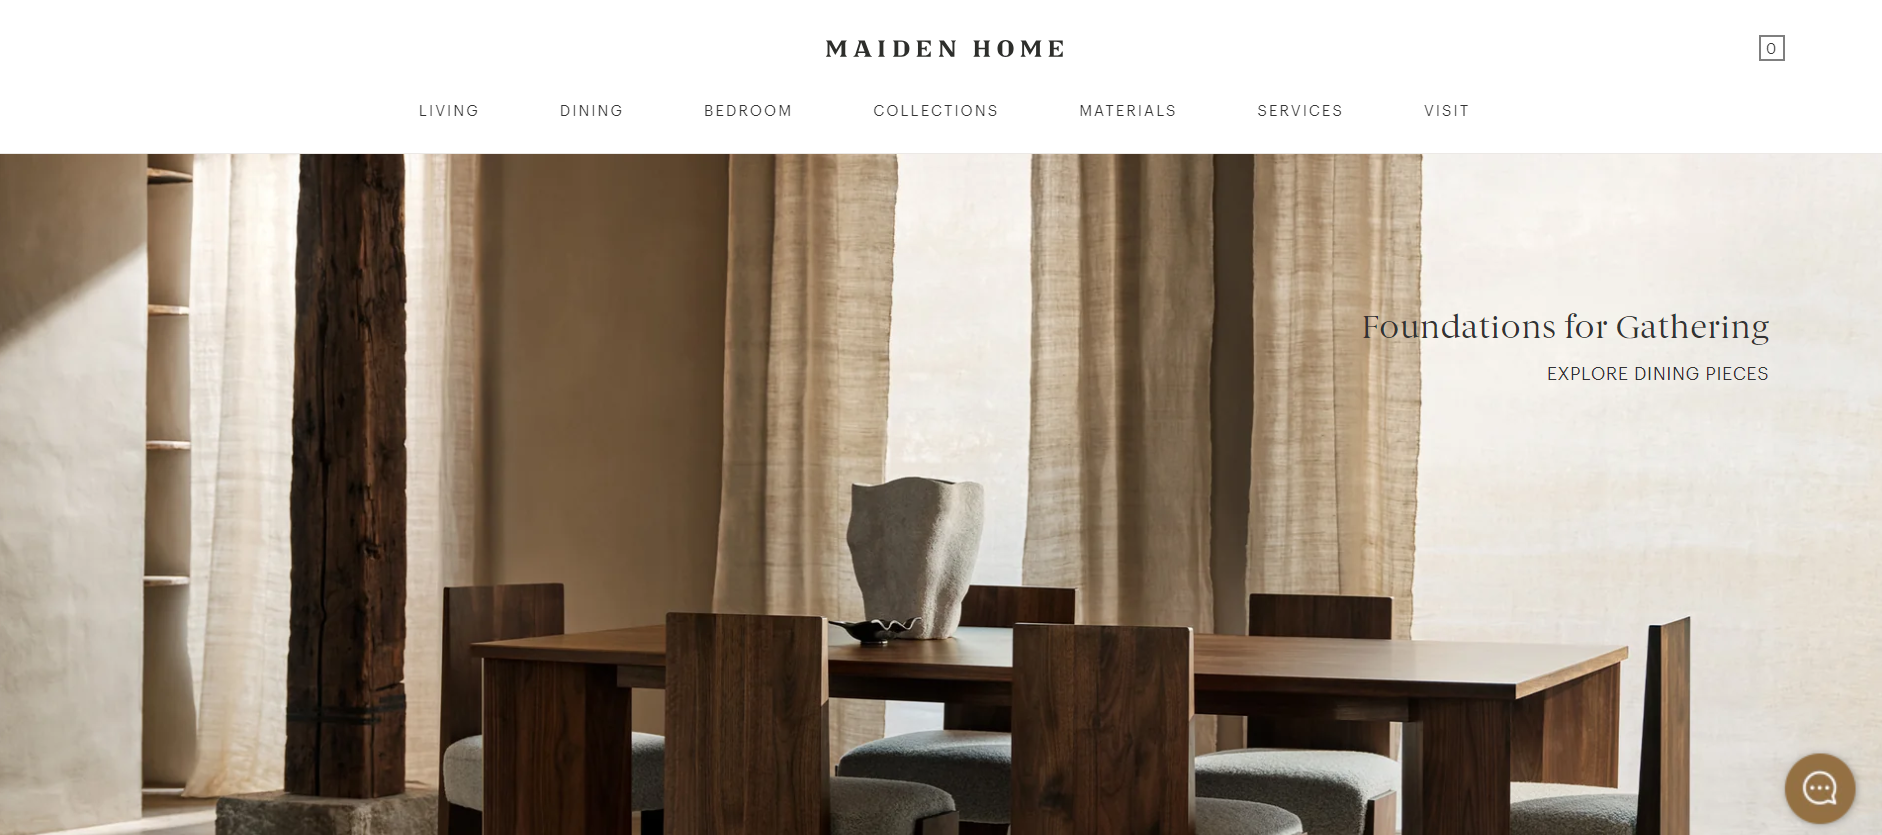 MAIDEN HOME
0
LIVING DINING BEDROOM COLLECTIONS MATERIALS SERVICES VISIT
Foundations for Gathering
EXPLORE DINING PIECES